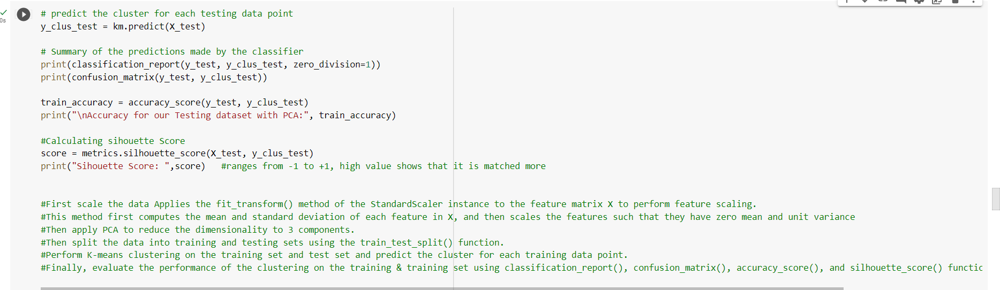 # predict the cluster for each testing data point
y_clus_test = km.predict(X_test)
# Summary of the predictions made by the classifier
print(classification_report(y_test, y_clus_test, zero_division=1))
print(confusion_matrix(y_test, y_clus_test))
train_accuracy = accuracy_score(y_test, y_clus_test)
print("\nAccuracy for our Testing dataset with PCA:", train_accuracy)
#Calculating sihouette Score
score = metrics.silhouette_score(X_test, y_clus_test)
print("Sihouette Score: ",score)   #ranges from -1 to +1, high value shows that it is matched more
#First scale the data Applies the fit_transform() method of the StandardScaler instance to the feature matrix X to perform feature scaling.
#This method first computes the mean and standard deviation of each feature in X, and then scales the features such that they have zero mean and unit variance
#Then apply PCA to reduce the dimensionality to 3 components.
#Then split the data into training and testing sets using the train_test_split() function.
#Perform K-means clustering on the training set and test set and predict the cluster for each training data point.
#Finally, evaluate the performance of the clustering on the training & training set using classification_report(), confusion_matrix(), accuracy_score(), and silhouette_score() functic
0s